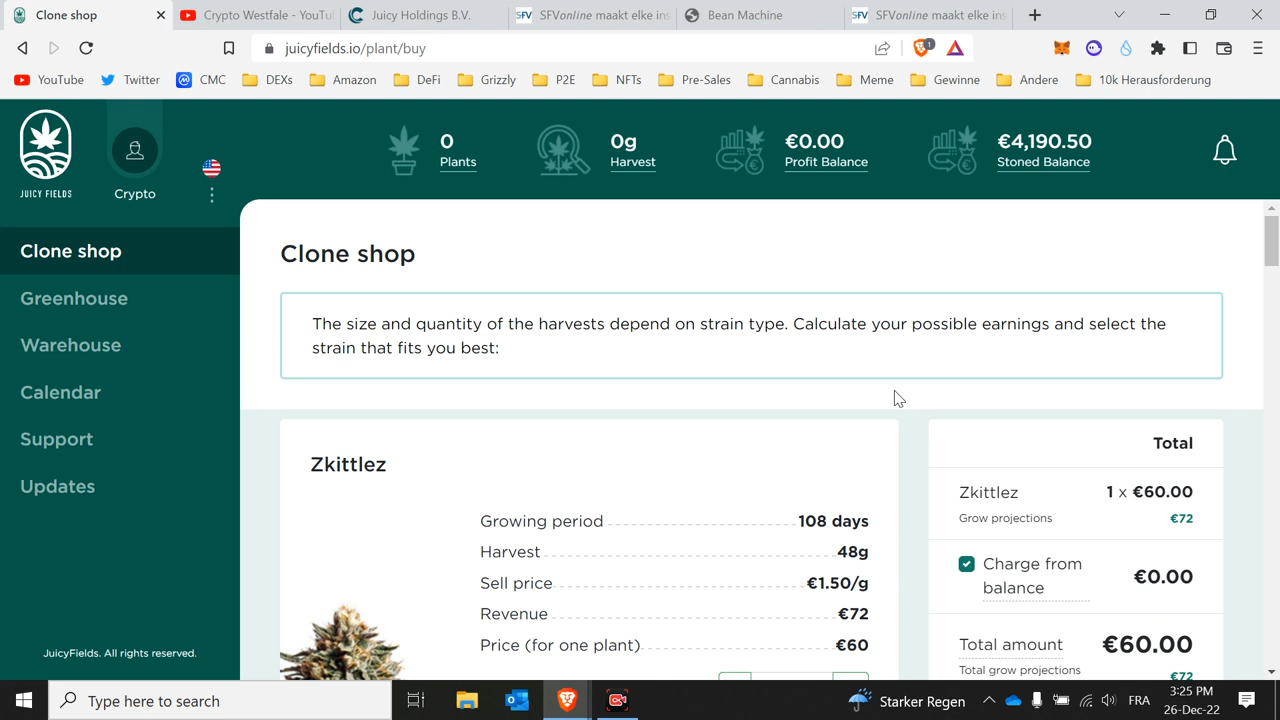 Clone shop
Crypto Westfale - YouTu
Juicy Holdings B.V.
SFVonline maakt elke ins
Bean Machine
SFVonline maakt elke ins
juicyfields.io/plant/buy
1
YouTube
Twitter
CMC
DEXs
Amazon
DeFi
Grizzly
P2E
NFTs
Pre-Sales
Cannabis
Meme
Gewinne
Andere
10k Herausforderung
JUICY FIELDS
Crypto
0
Plants
0g
Harvest
€0.00
Profit Balance
€4,190.50
Stoned Balance
Clone shop
Greenhouse
Warehouse
Calendar
Support
Updates
JuicyFields. All rights reserved.
Clone shop
The size and quantity of the harvests depend on strain type. Calculate your possible earnings and select the
strain that fits you best:
Zkittlez
Growing period 108 days
Harvest 48g
Sell price €1.50/g
Revenue €72
Price (for one plant) €60
Total
Zkittlez 1 x €60.00
Grow projections €72
Charge from
balance €0.00
Total amount €60.00
Total grow projections €72
Type here to search
Starker Regen
FRA
3:25 PM
26-Dec-22